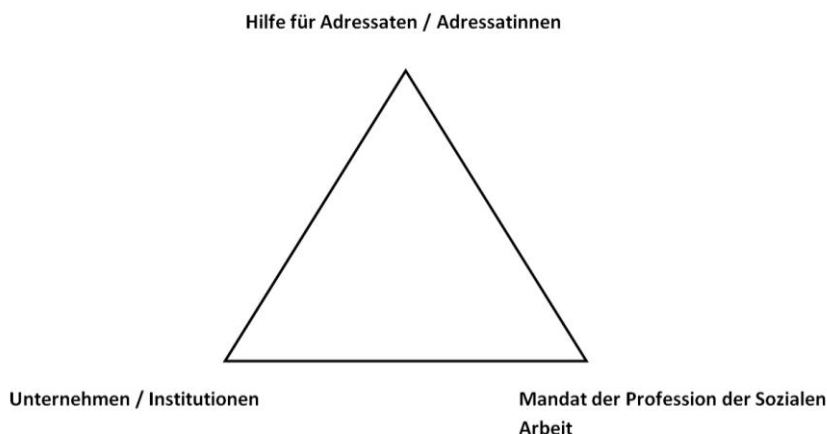 Hilfe für Adressaten / Adressatinnen
Unternehmen / Institutionen
Mandat der Profession der Sozialen
Arbeit